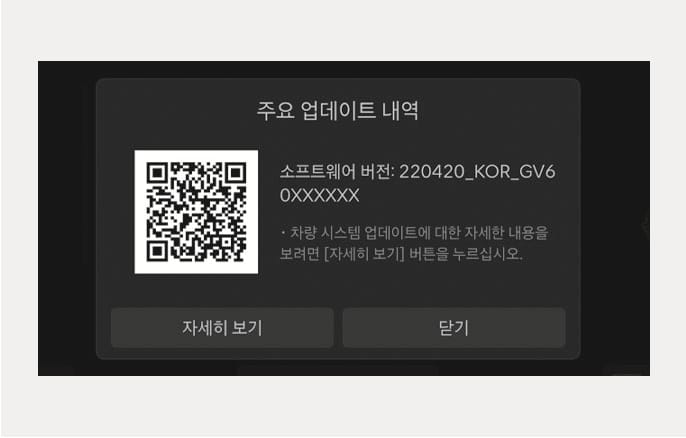 주요 업데이트 내역
소프트웨어 버전: 220420_KOR_GV6
0XXXXXX
· 차량 시스템 업데이트에 대한 자세한 내용을
보려면 [자세히 보기] 버튼을 누르십시오.
자세히 보기
닫기